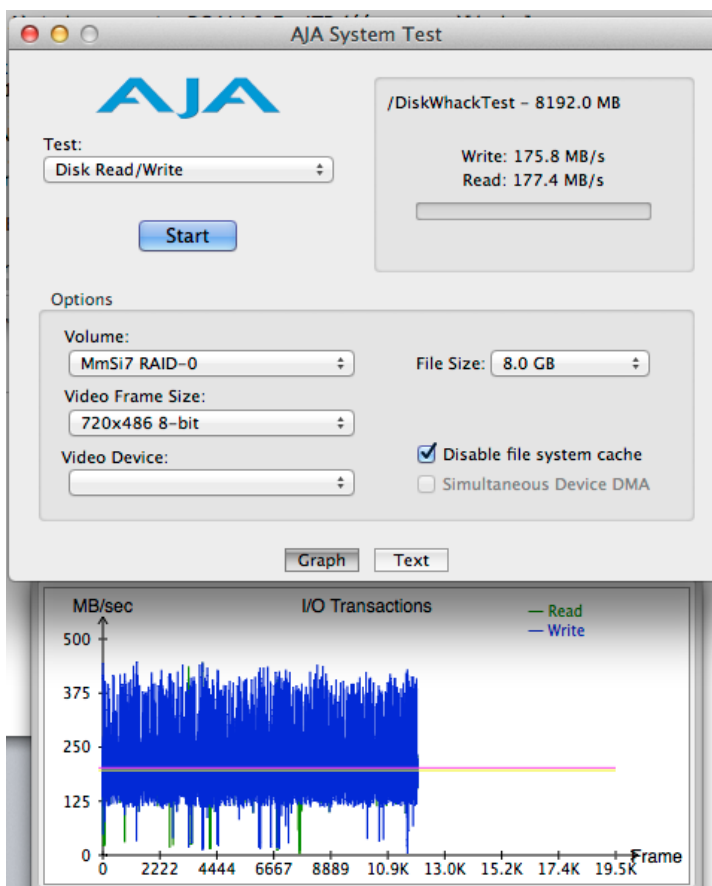 AJA System Test
AJA
/DiskWhackTest - 8192.0 MB
Test:
Disk Read/Write
Write: 175.8 MB/s
Read: 177.4 MB/s
Start
Options
Volume:
MmSi7 RAID-0
File Size: 8.0 GB
Video Frame Size:
720x486 8-bit
Video Device:
Disable file system cache
Simultaneous Device DMA
Graph Text
MB/sec I/O Transactions
Read
Write
500
375
250
125
0
0 2222 4444 6667 8889 10.9K 13.0K 15.2K 17.4K 19.5K
Frame